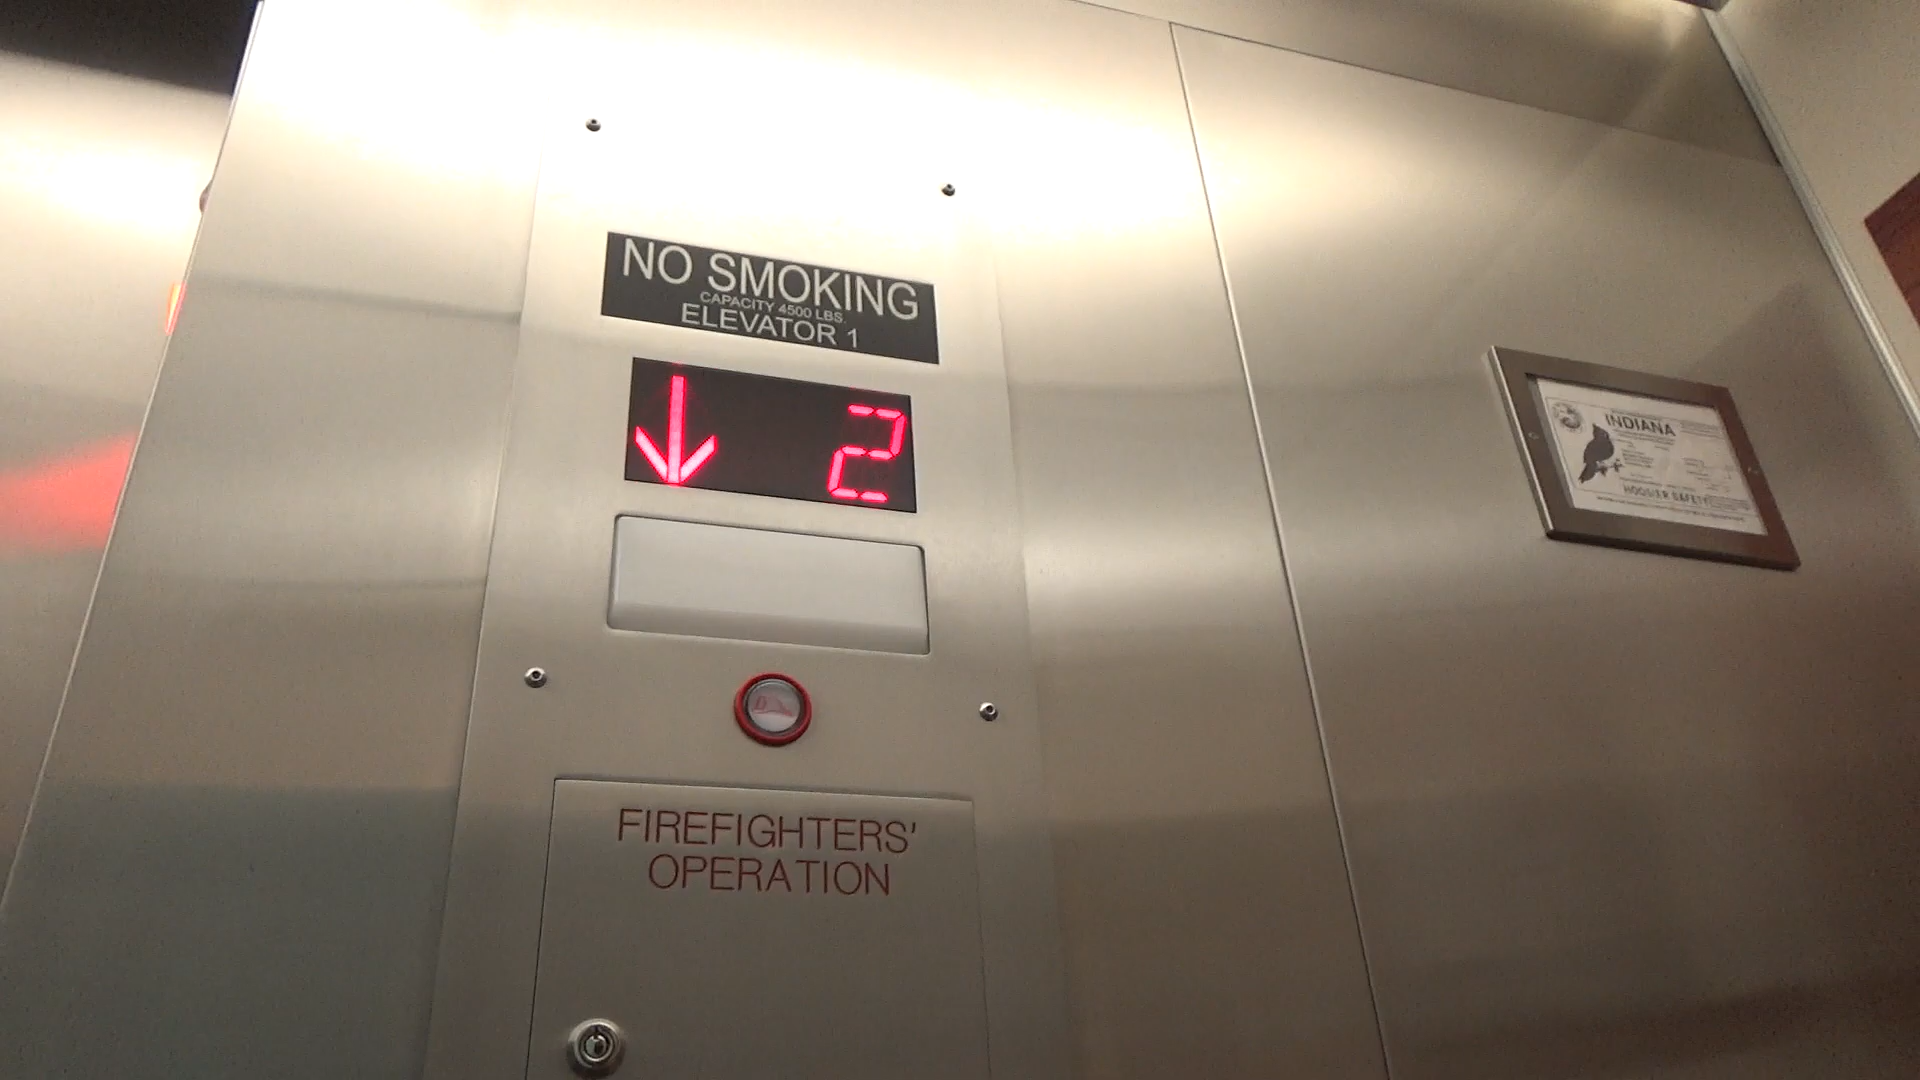 NO SMOKING
CAPACITY 4500 LBS.
ELEVATOR 1
2
FIREFIGHTERS'
OPERATION
INDIANA
HOOSIER SAFETY